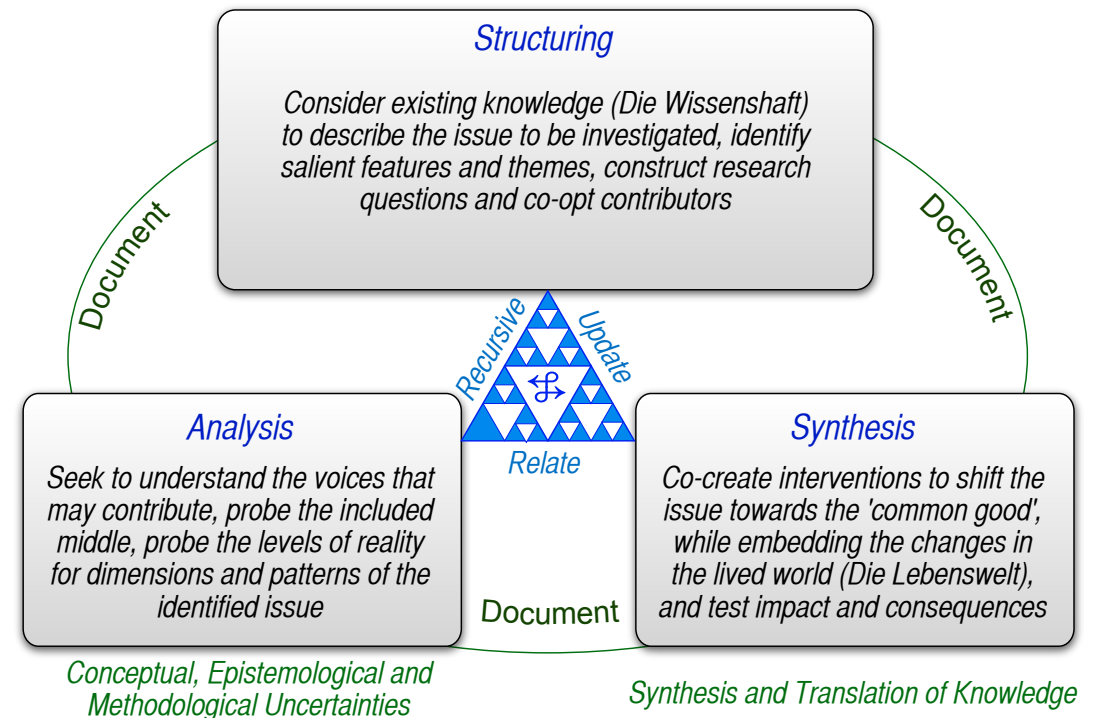 Structuring
Consider existing knowledge (Die Wissenshaft)
to describe the issue to be investigated, identify
salient features and themes, construct research
questions and co-opt contributors
Document
Document
Recursive
Update
Relate
Analysis
Seek to understand the voices that
may contribute, probe the included
middle, probe the levels of reality
for dimensions and patterns of the
identified issue
Synthesis
Co-create interventions to shift the
issue towards the 'common good',
while embedding the changes in
the lived world (Die Lebenswelt),
and test impact and consequences
Document
Conceptual, Epistemological and
Methodological Uncertainties
Synthesis and Translation of Knowledge